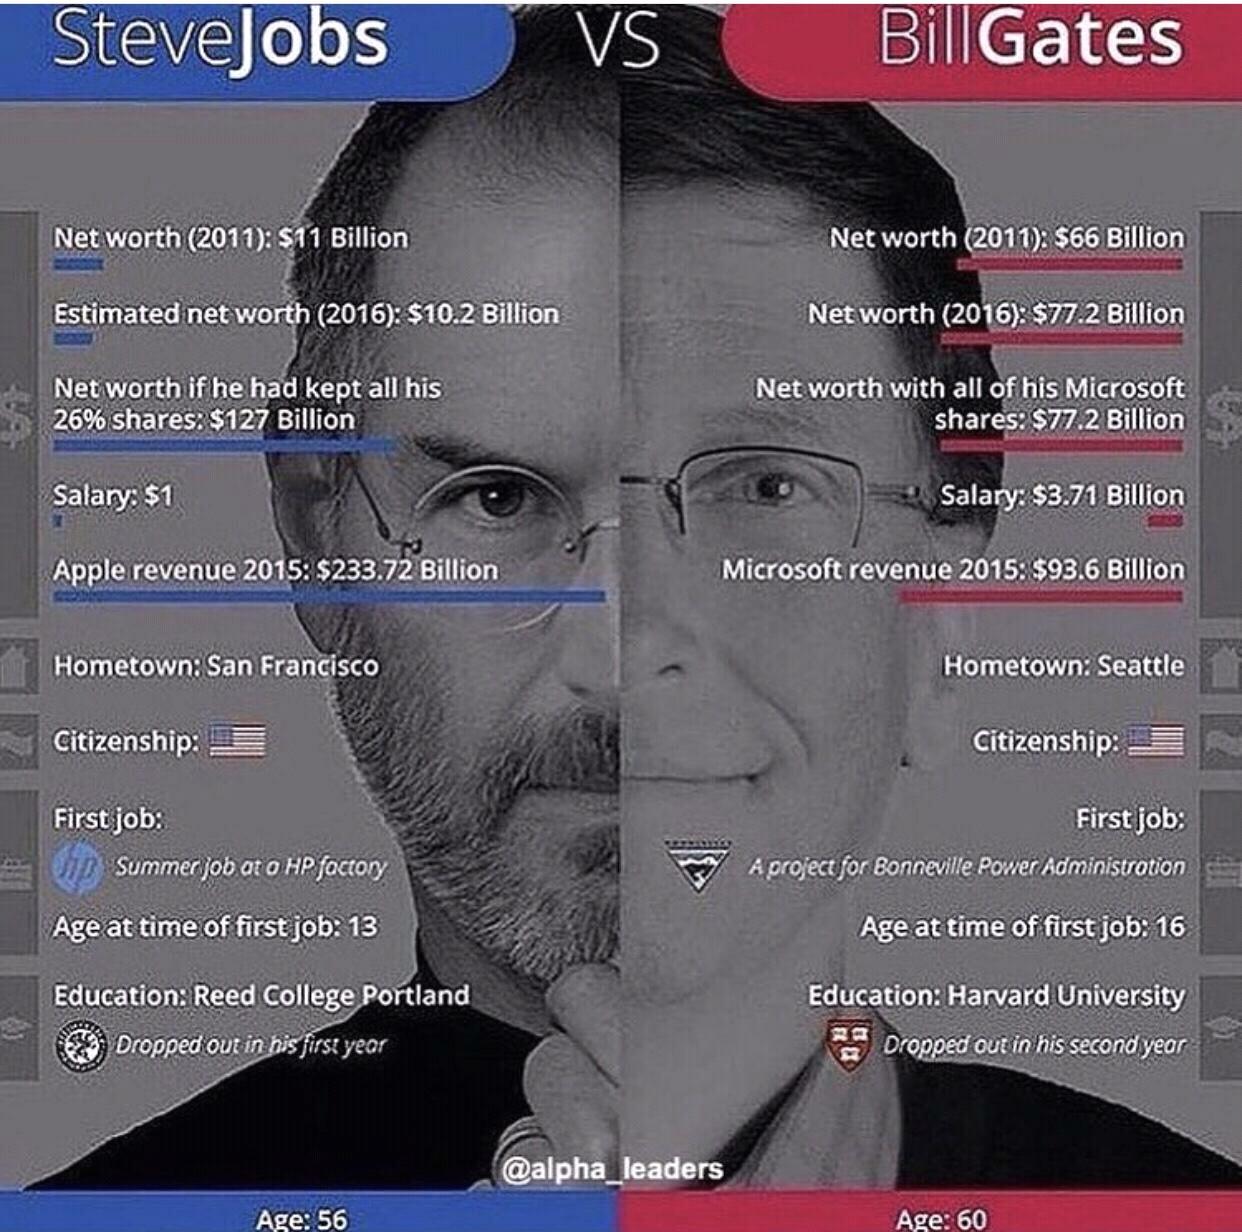 SteveJobs VS BillGates
Net worth (2011): $11 Billion
Estimated net worth (2016): $10.2 Billion
Net worth if he had kept all his
26% shares: $127 Billion
Salary: $1
Apple revenue 2015: $233.72 Billion
Hometown: San Francisco
Citizenship:
First job:
hp Summer job at a HP factory
Age at time of first job: 13
Education: Reed College Portland
Dropped out in his first year
Net worth (2011): $66 Billion
Net worth (2016): $77.2 Billion
Net worth with all of his Microsoft
shares: $77.2 Billion
Salary: $3.71 Billion
Microsoft revenue 2015: $93.6 Billion
Hometown: Seattle
Citizenship:
First job:
A project for Bonneville Power Administration
Age at time of first job: 16
Education: Harvard University
Dropped out in his second year
$
$
@alpha_leaders
Age: 56
Age: 60